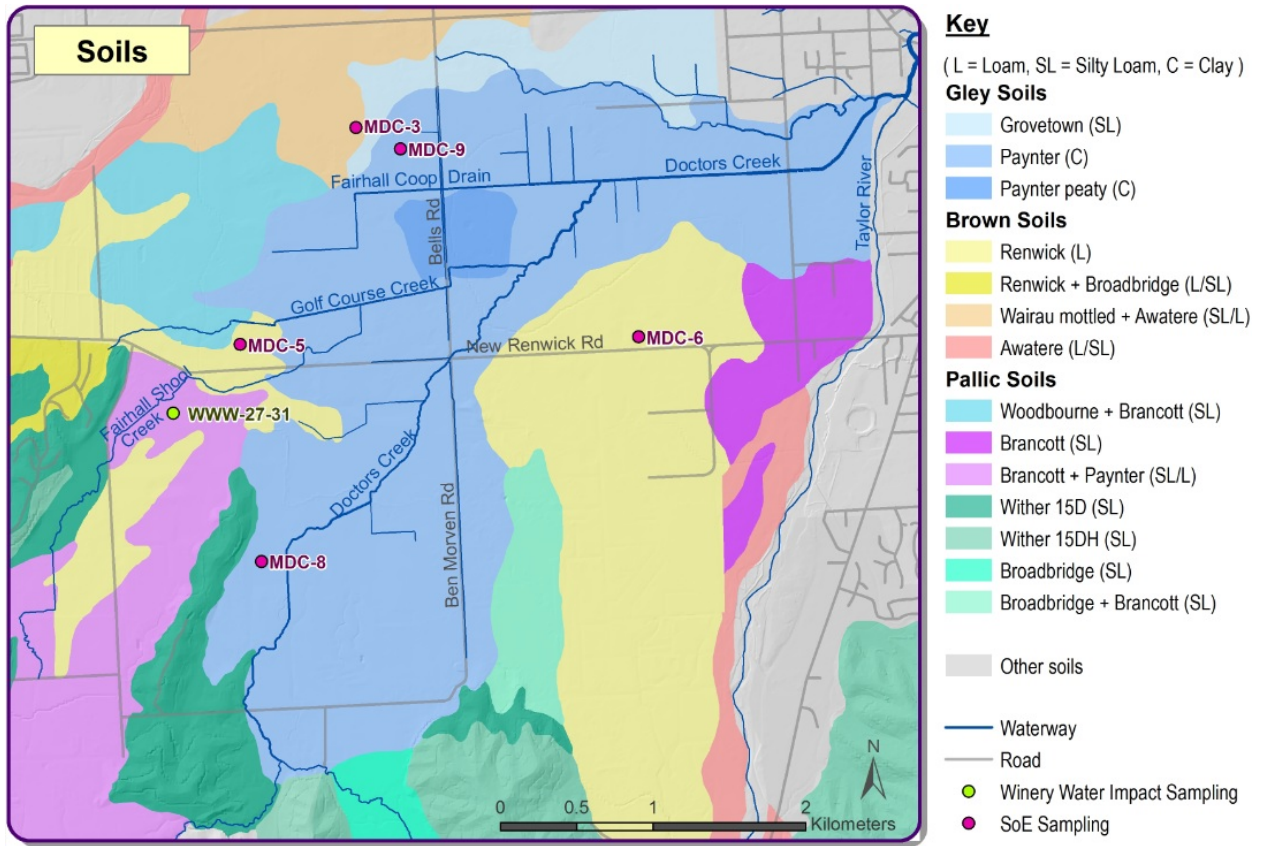 Soils
MDC-3
MDC-9
Fairhall Coop Drain
Doctors Creek
Taylor River
Bells Rd
Golf Course Creek
MDC-5
New Renwick Rd
MDC-6
Fairhall Shool
Creek
WWW-27-31
Doctors Creek
Ben Morven Rd
MDC-8
N
0 0.5 1 2
Kilometers
Key
( L = Loam, SL = Silty Loam, C = Clay )
Gley Soils
Grovetown (SL)
Paynter (C)
Paynter peaty (C)
Brown Soils
Renwick (L)
Renwick + Broadbridge (L/SL)
Wairau mottled + Awatere (SL/L)
Awatere (L/SL)
Pallic Soils
Woodbourne + Brancott (SL)
Brancott (SL)
Brancott + Paynter (SL/L)
Wither 15D (SL)
Wither 15DH (SL)
Broadbridge (SL)
Broadbridge + Brancott (SL)
Other soils
Waterway
Road
Winery Water Impact Sampling
SoE Sampling